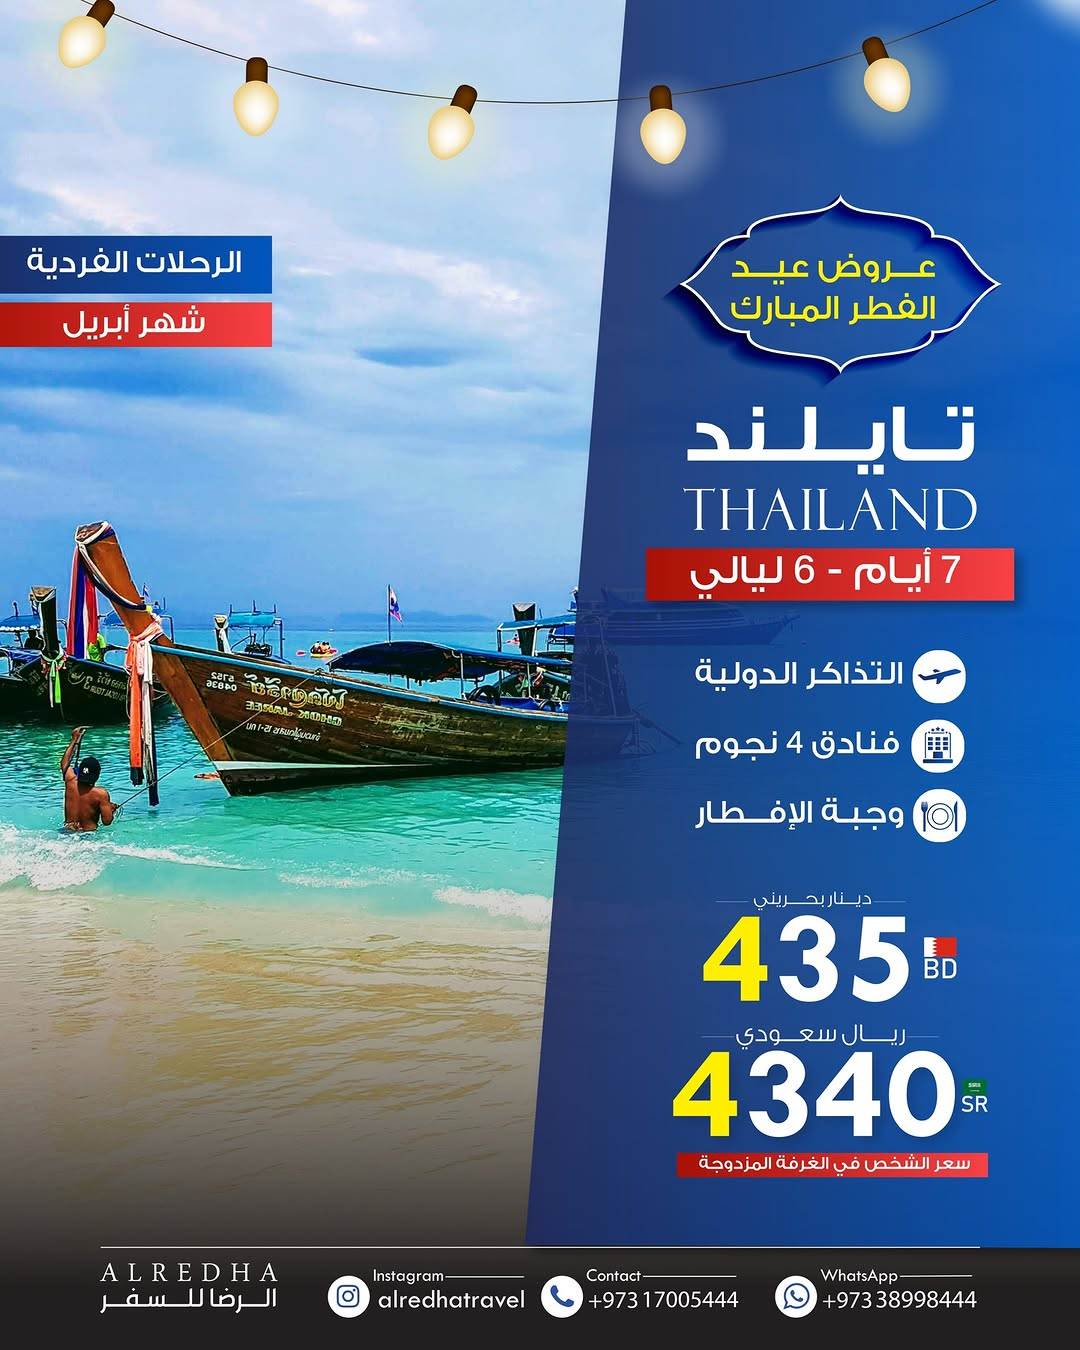 الرحلات الفردية
شهر أبريل
عروض عيد
الفطر المبارك
تايلند
THAILAND
7 أيام - 6 ليالي
التذاكر الدولية
فنادق 4 نجوم
وجبة الإفطار
دينار بحريني
435 BD
ريال سعودي
4340 SR
سعر الشخص في الغرفة المزدوجة
ALREDHA
الرضا للسفر
Instagram
alredhatravel
Contact
+973 17005444
WhatsApp
+973 38998444